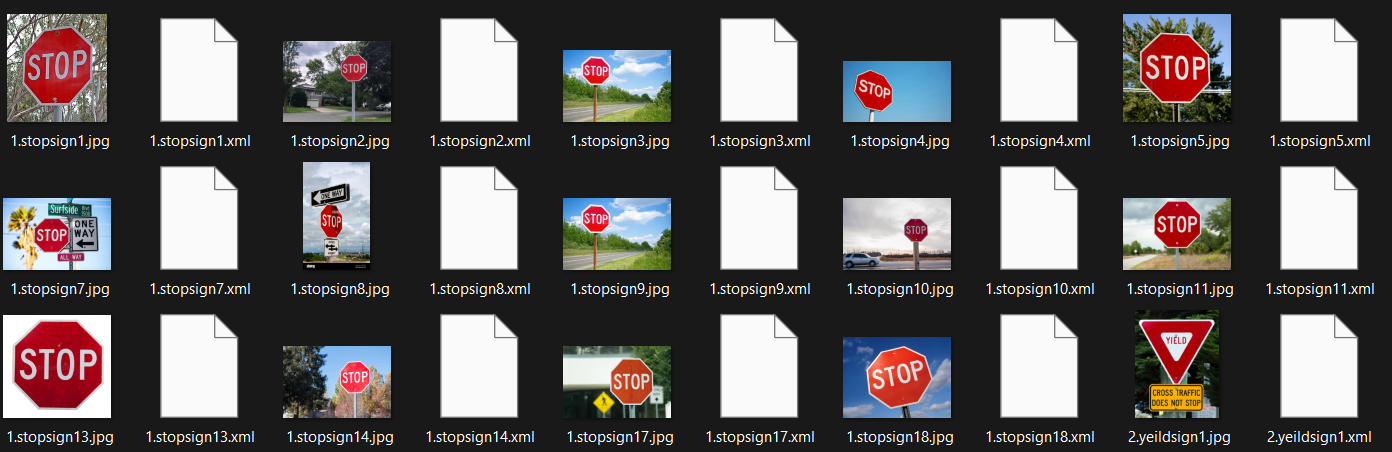 STOP
STOP
STOP
STOP
STOP
1.stopsign1.jpg 1.stopsign1.xml 1.stopsign2.jpg 1.stopsign2.xml 1.stopsign3.jpg 1.stopsign3.xml 1.stopsign4.jpg 1.stopsign4.xml 1.stopsign5.jpg 1.stopsign5.xml
Surfside Blvd
STOP
ONE
WAY
ALL WAY
ONE WAY
STOP
STOP
STOP
STOP
1.stopsign7.jpg 1.stopsign7.xml 1.stopsign8.jpg 1.stopsign8.xml 1.stopsign9.jpg 1.stopsign9.xml 1.stopsign10.jpg 1.stopsign10.xml 1.stopsign11.jpg 1.stopsign11.xml
STOP
STOP
STOP
STOP
YIELD
CROSS TRAFFIC
DOES NOT STOP
1.stopsign13.jpg 1.stopsign13.xml 1.stopsign14.jpg 1.stopsign14.xml 1.stopsign17.jpg 1.stopsign17.xml 1.stopsign18.jpg 1.stopsign18.xml 2.yeildsign1.jpg 2.yeildsign1.xml